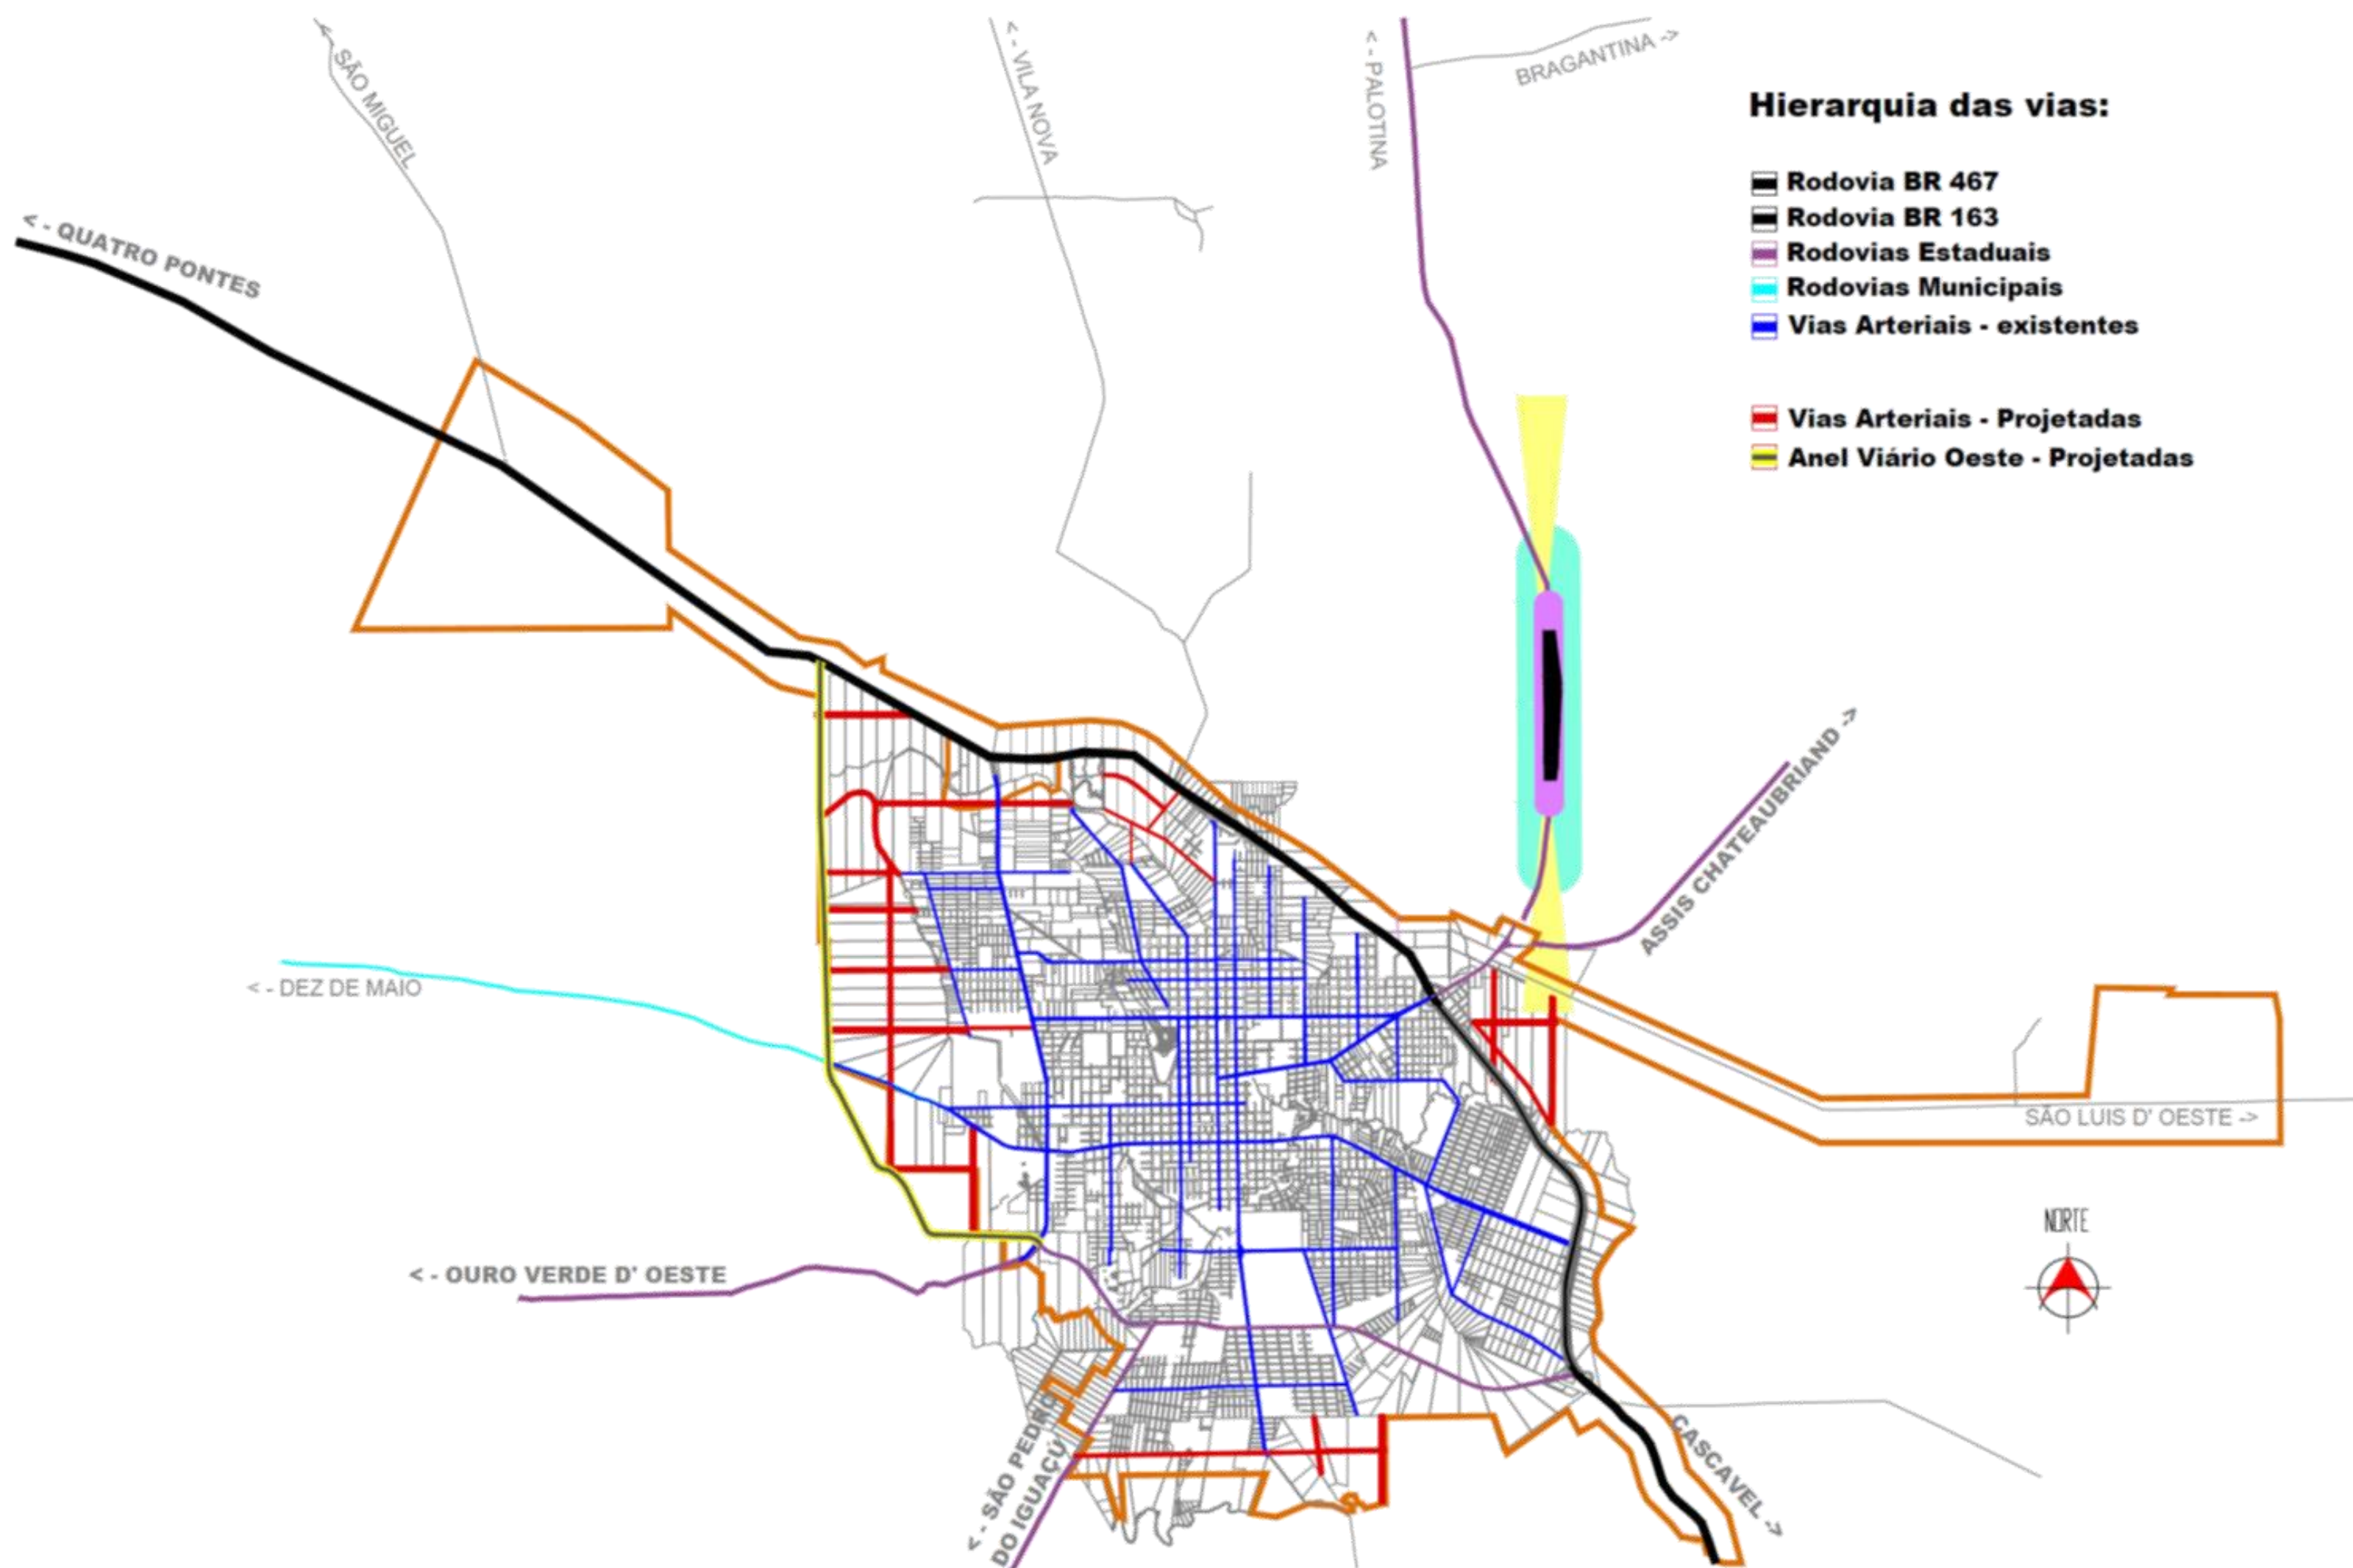 <- SÃO MIGUEL
<- VILA NOVA
<- PALOTINA
BRAGANTINA ->
<- QUATRO PONTES
Hierarquia das vias:
Rodovia BR 467
Rodovia BR 163
Rodovias Estaduais
Rodovias Municipais
Vias Arteriais - existentes
Vias Arteriais - Projetadas
Anel Viário Oeste - Projetadas
ASSIS CHATEAUBRIAND ->
<- DEZ DE MAIO
SÃO LUIS D' OESTE ->
NORTE
<- OURO VERDE D' OESTE
<- SÃO PEDRO
DO IGUAÇÚ
CASCAVEL ->